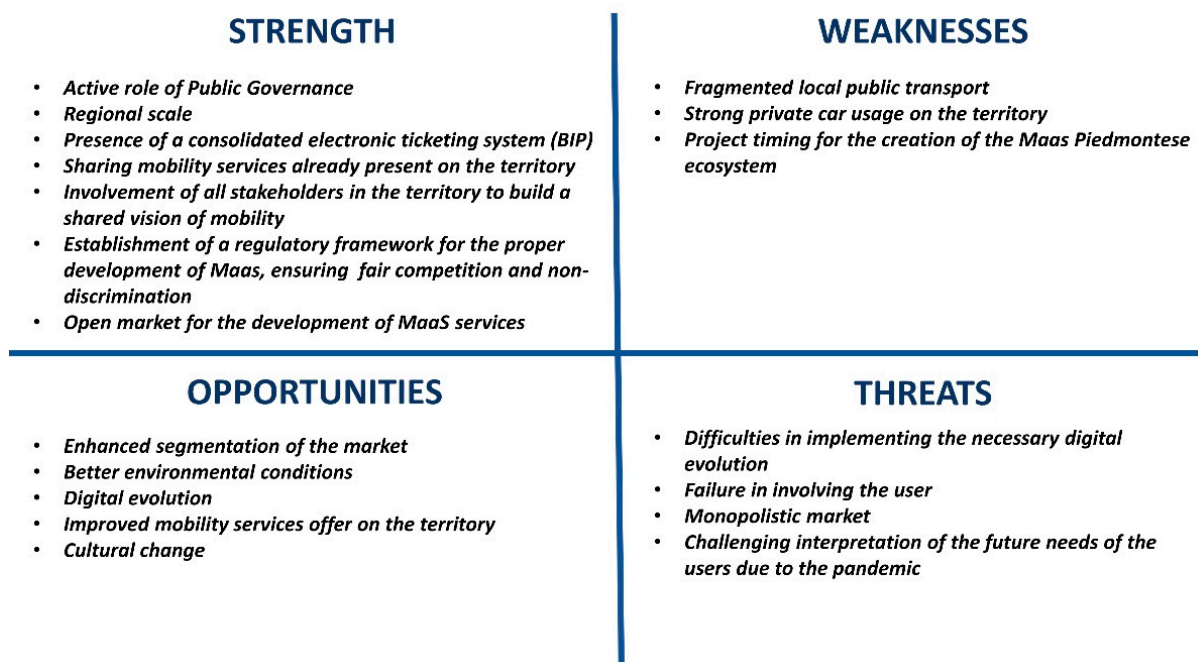 STRENGTH
• Active role of Public Governance
• Regional scale
• Presence of a consolidated electronic ticketing system (BIP)
• Sharing mobility services already present on the territory
• Involvement of all stakeholders in the territory to build a
shared vision of mobility
• Establishment of a regulatory framework for the proper
development of Maas, ensuring fair competition and non-
discrimination
• Open market for the development of MaaS services
WEAKNESSES
• Fragmented local public transport
• Strong private car usage on the territory
• Project timing for the creation of the Maas Piedmontese
ecosystem
OPPORTUNITIES
• Enhanced segmentation of the market
• Better environmental conditions
• Digital evolution
• Improved mobility services offer on the territory
• Cultural change
THREATS
• Difficulties in implementing the necessary digital
evolution
• Failure in involving the user
• Monopolistic market
• Challenging interpretation of the future needs of the
users due to the pandemic